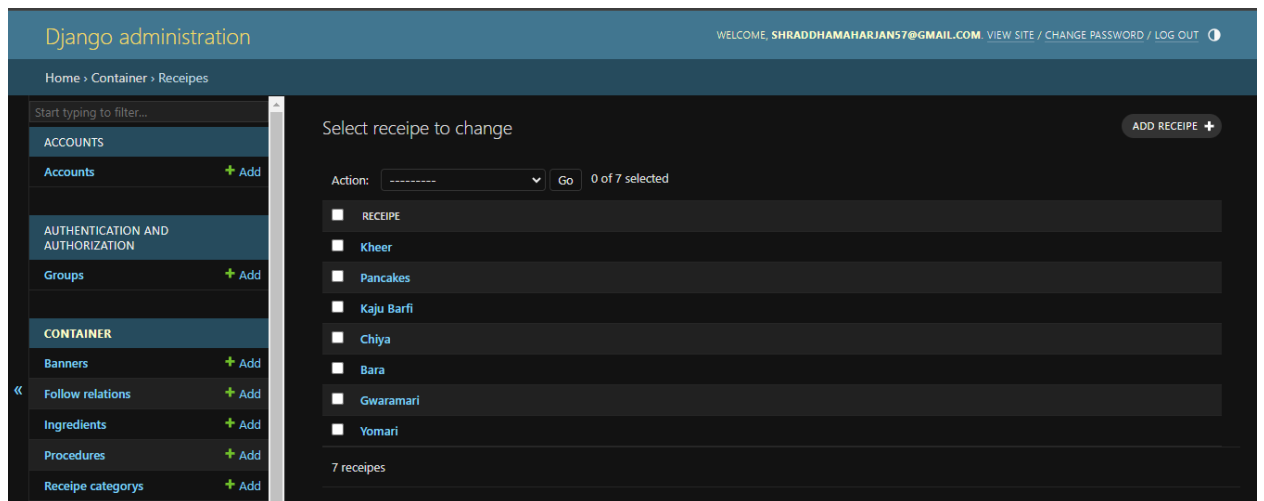 Django administration
WELCOME, SHRADDHAMAHARJAN57@GMAIL.COM. VIEW SITE / CHANGE PASSWORD / LOG OUT
Home › Container › Receipes
Start typing to filter...
ACCOUNTS
Accounts + Add
AUTHENTICATION AND
AUTHORIZATION
Groups + Add
CONTAINER
Banners + Add
Follow relations + Add
Ingredients + Add
Procedures + Add
Receipe categorys + Add
«
Select receipe to change
ADD RECEIPE +
Action: --------- Go 0 of 7 selected
RECEIPE
Kheer
Pancakes
Kaju Barfi
Chiya
Bara
Gwaramari
Yomari
7 receipes